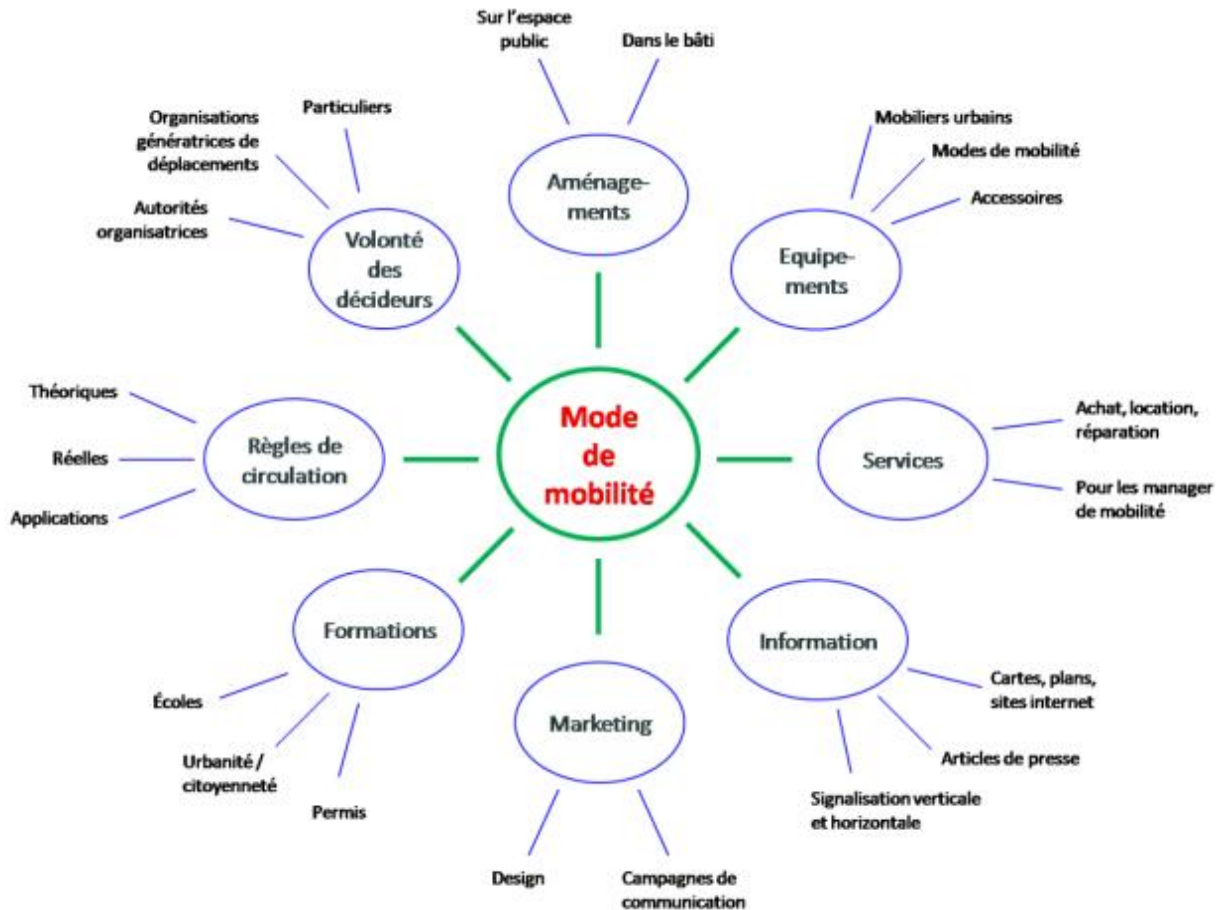 Sur l'espace
public
Dans le bâti
Aménage-
ments
Mobiliers urbains
Modes de mobilité
Accessoires
Equipe-
ments
Achat, location,
réparation
Pour les manager
de mobilité
Services
Cartes, plans,
sites internet
Articles de presse
Signalisation verticale
et horizontale
Information
Campagnes de
communication
Design
Marketing
Permis
Urbanité /
citoyenneté
Écoles
Formations
Applications
Réelles
Théoriques
Règles de
circulation
Autorités
organisatrices
Organisations
génératrices de
déplacements
Particuliers
Volonté
des
décideurs
Mode
de
mobilité